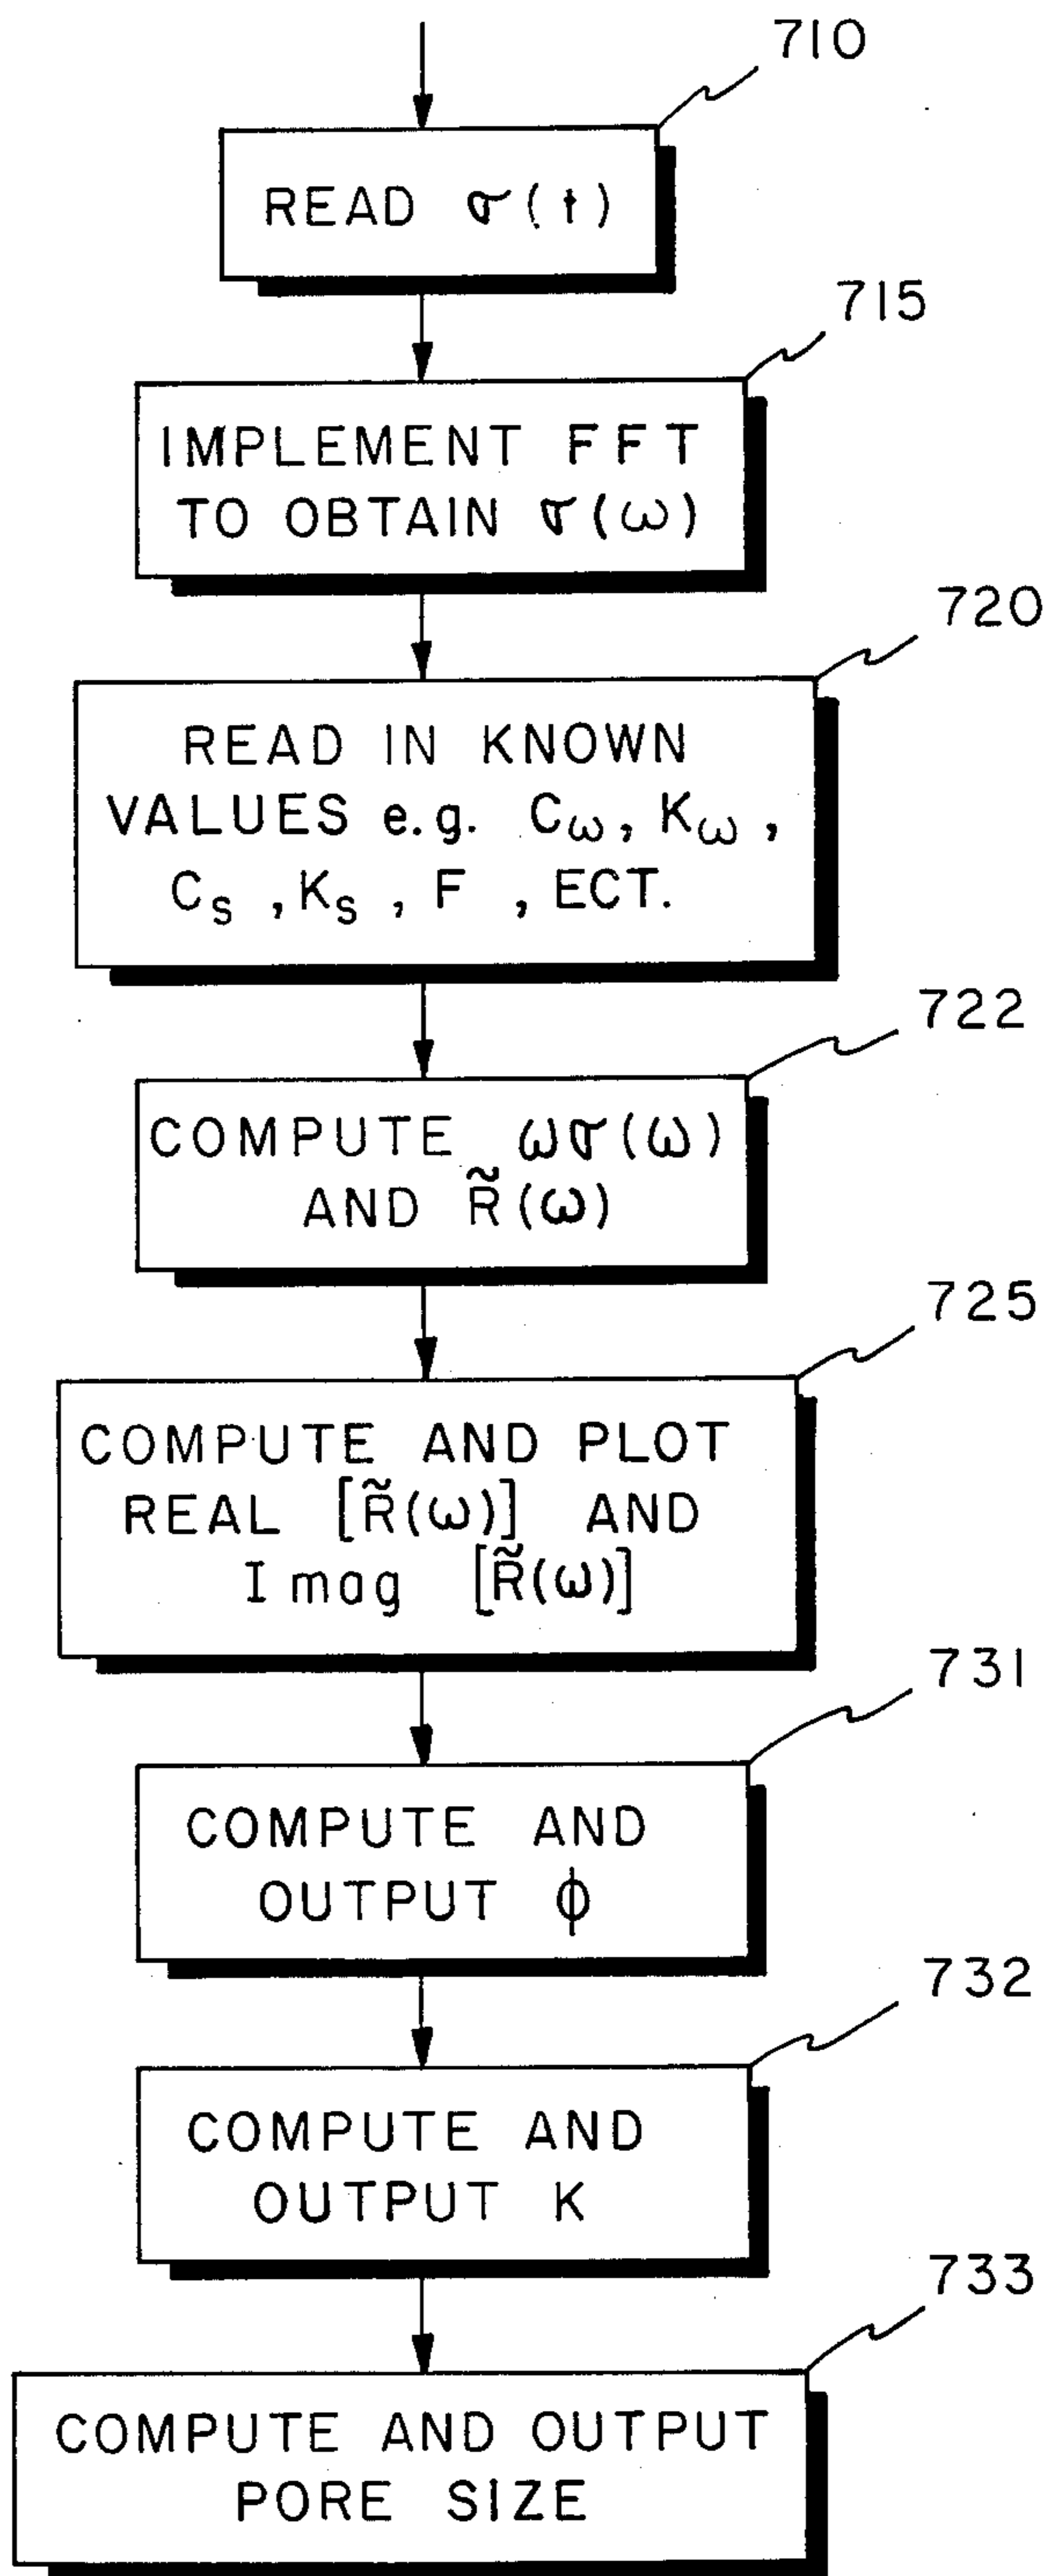 710
READ σ(t)
715
IMPLEMENT FFT
TO OBTAIN σ(ω)
720
READ IN KNOWN
VALUES e.g. Cω, Kω,
Cs, Ks, F, ECT.
722
COMPUTE ωσ(ω)
AND R̃(ω)
725
COMPUTE AND PLOT
REAL [R̃(ω)] AND
Imag [R̃(ω)]
731
COMPUTE AND
OUTPUT ϕ
732
COMPUTE AND
OUTPUT K
733
COMPUTE AND OUTPUT
PORE SIZE